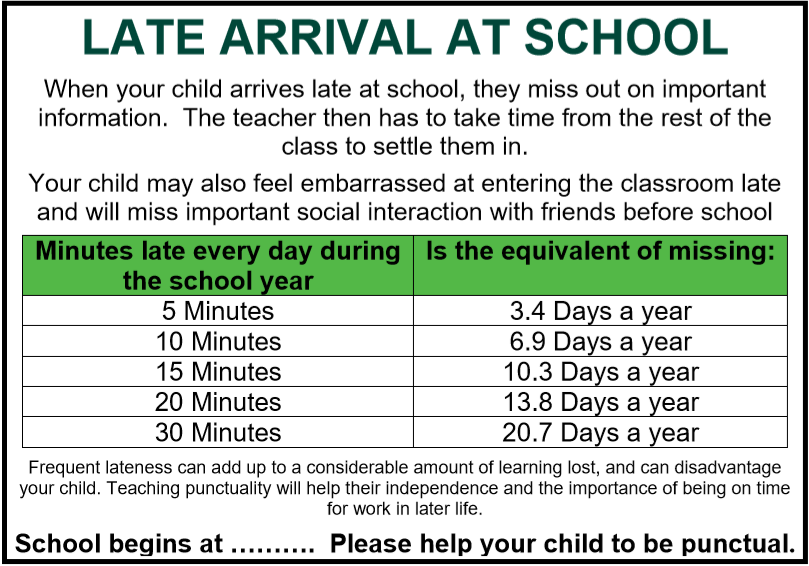 LATE ARRIVAL AT SCHOOL
When your child arrives late at school, they miss out on important
information.  The teacher then has to take time from the rest of the
class to settle them in.
Your child may also feel embarrassed at entering the classroom late
and will miss important social interaction with friends before school
Minutes late every day during the school year | Is the equivalent of missing:
5 Minutes | 3.4 Days a year
10 Minutes | 6.9 Days a year
15 Minutes | 10.3 Days a year
20 Minutes | 13.8 Days a year
30 Minutes | 20.7 Days a year
Frequent lateness can add up to a considerable amount of learning lost, and can disadvantage
your child. Teaching punctuality will help their independence and the importance of being on time
for work in later life.
School begins at ..........  Please help your child to be punctual.